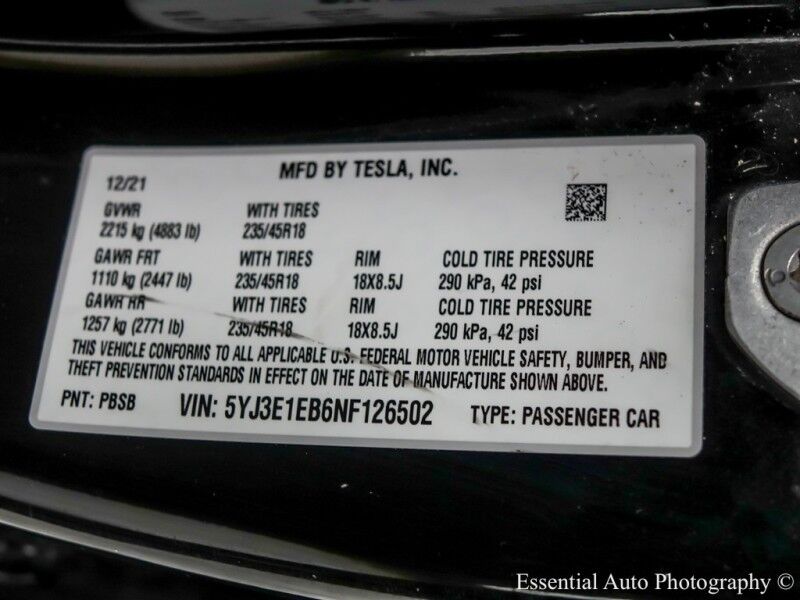 MFD BY TESLA, INC.
12/21
GVWR WITH TIRES
2215 kg (4883 lb) 235/45R18
GAWR FRT WITH TIRES RIM COLD TIRE PRESSURE
1110 kg (2447 lb) 235/45R18 18X8.5J 290 kPa, 42 psi
GAWR RR WITH TIRES RIM COLD TIRE PRESSURE
1257 kg (2771 lb) 235/45R18 18X8.5J 290 kPa, 42 psi
THIS VEHICLE CONFORMS TO ALL APPLICABLE U.S. FEDERAL MOTOR VEHICLE SAFETY, BUMPER, AND
THEFT PREVENTION STANDARDS IN EFFECT ON THE DATE OF MANUFACTURE SHOWN ABOVE.
PNT: PBSB VIN: 5YJ3E1EB6NF126502 TYPE: PASSENGER CAR
Essential Auto Photography ©